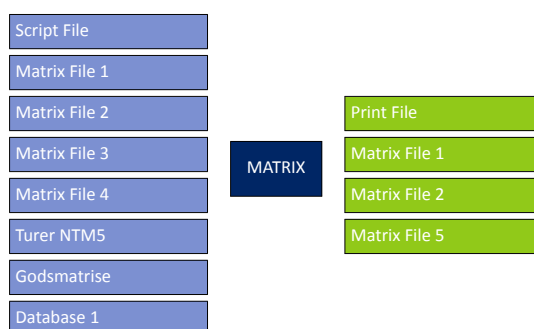 Script File
Matrix File 1
Matrix File 2
Matrix File 3
Matrix File 4
Turer NTM5
Godsmatrise
Database 1
MATRIX
Print File
Matrix File 1
Matrix File 2
Matrix File 5